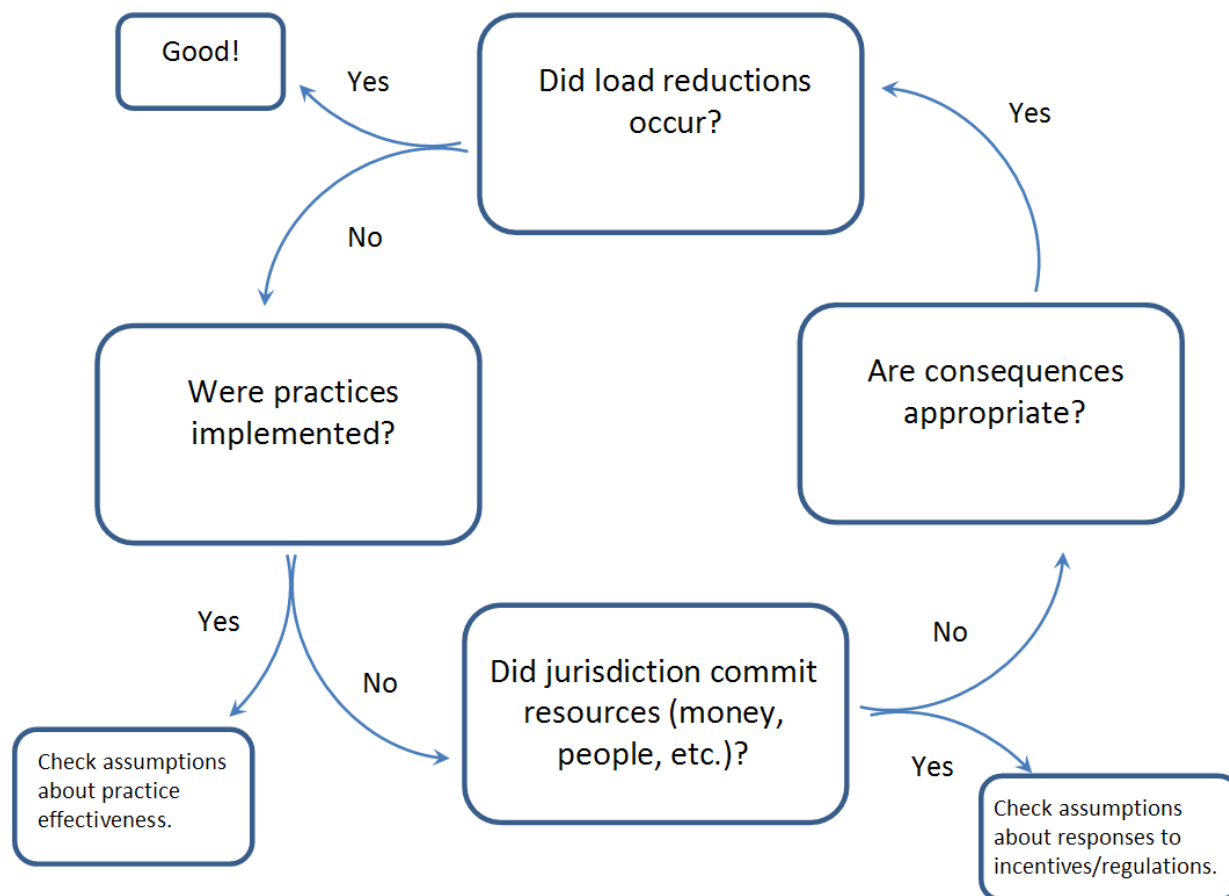 Good!
Yes
Did load reductions
occur?
Yes
No
Were practices
implemented?
Are consequences
appropriate?
Yes
No
Did jurisdiction commit
resources (money,
people, etc.)?
No
Yes
Check assumptions
about practice
effectiveness.
Check assumptions
about responses to
incentives/regulations.